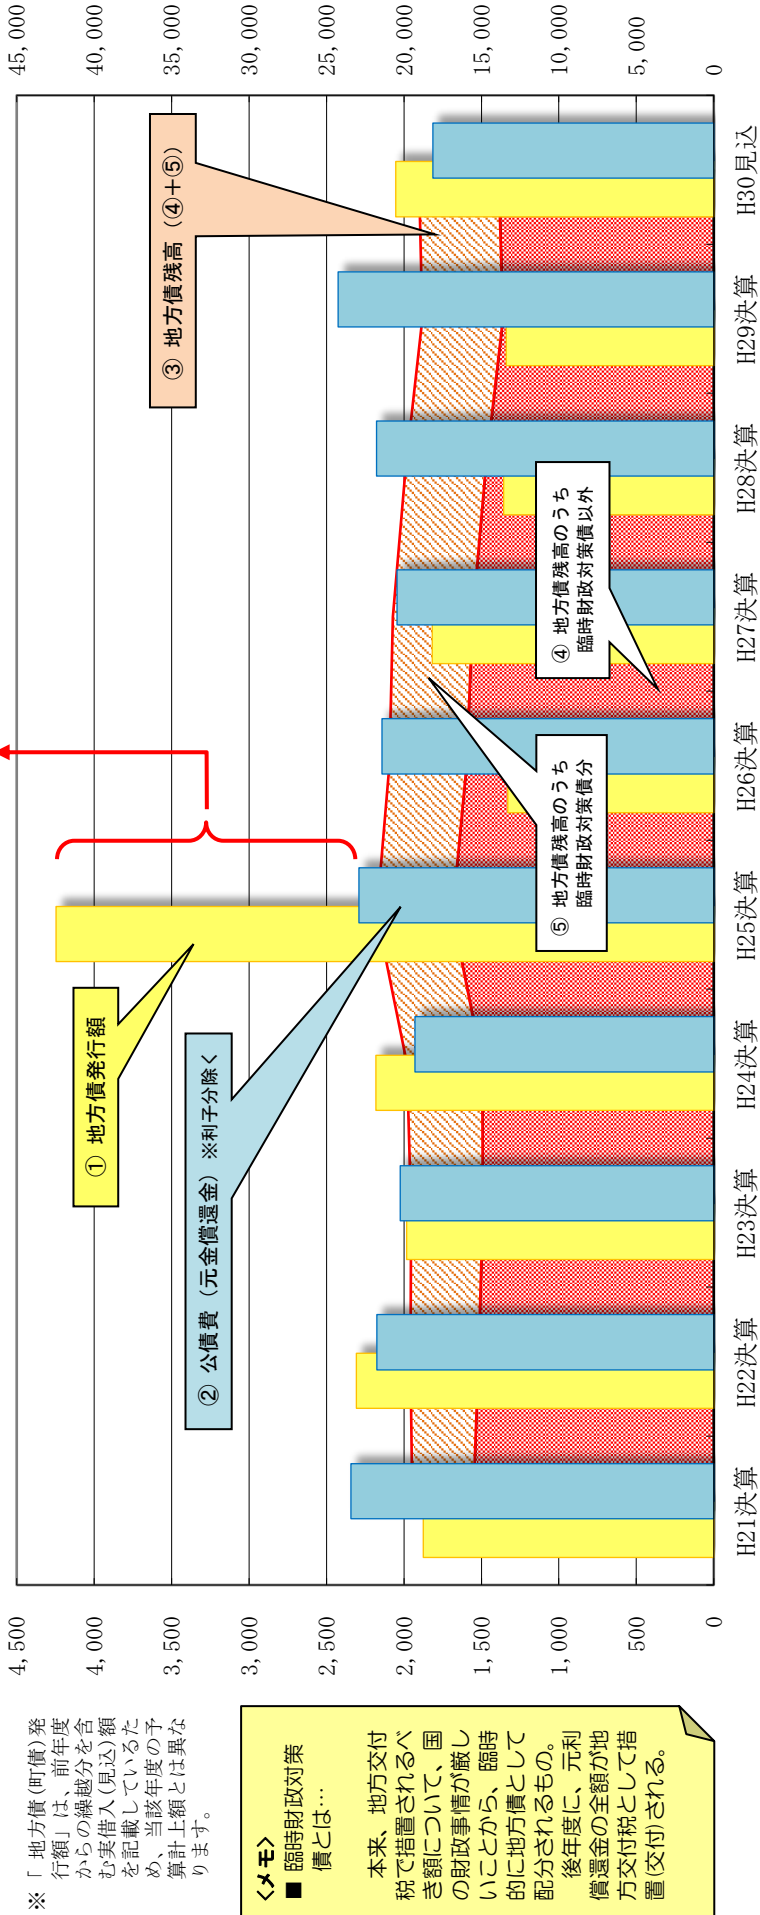 ※「地方債(町債)発
行額」は、前年度
からの繰越分を含
む実借入(見込)額
を記載しているた
め、当該年度の予
算計上額とは異な
ります。
<メモ>
■ 臨時財政対策
債とは…
本来、地方交付
税で措置されるべ
き額について、国
の財政事情が厳し
いことから、臨時
的に地方債として
配分されるもの。
後年度に、元利
償還金の全額が地
方交付税として措
置(交付)される。
4,500
4,000
3,500
3,000
2,500
2,000
1,500
1,000
500
0
① 地方債発行額
② 公債費（元金償還金）※利子分除く
③ 地方債残高（④＋⑤）
⑤ 地方債残高のうち
臨時財政対策債分
④ 地方債残高のうち
臨時財政対策債以外
45,000
40,000
35,000
30,000
25,000
20,000
15,000
10,000
5,000
0
H21決算
H22決算
H23決算
H24決算
H25決算
H26決算
H27決算
H28決算
H29決算
H30見込